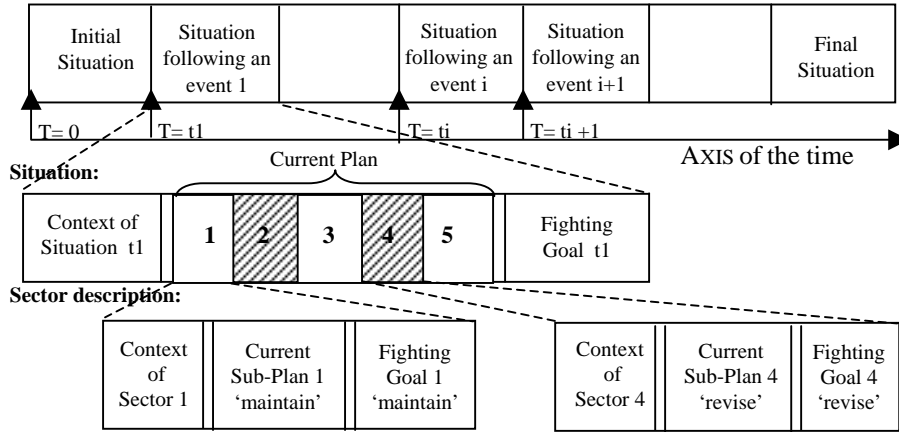 Initial
Situation
Situation
following an
event 1
Situation
following an
event i
Situation
following an
event i+1
Final
Situation
T= 0
T= t1
T= ti
T= ti +1
AXIS of the time
Current Plan
Situation:
Context of
Situation t1
1
2
3
4
5
Fighting
Goal t1
Sector description:
Context
of
Sector 1
Current
Sub-Plan 1
‘maintain’
Fighting
Goal 1
‘maintain’
Context
of
Sector 4
Current
Sub-Plan 4
‘revise’
Fighting
Goal 4
‘revise’